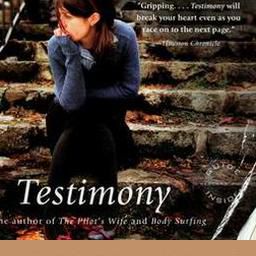 "Gripping. . . . Testimony will
break your heart even as you
race on to the next page."
—Houston Chronicle
Testimony
he author of The Pilot's Wife and Body Surfing